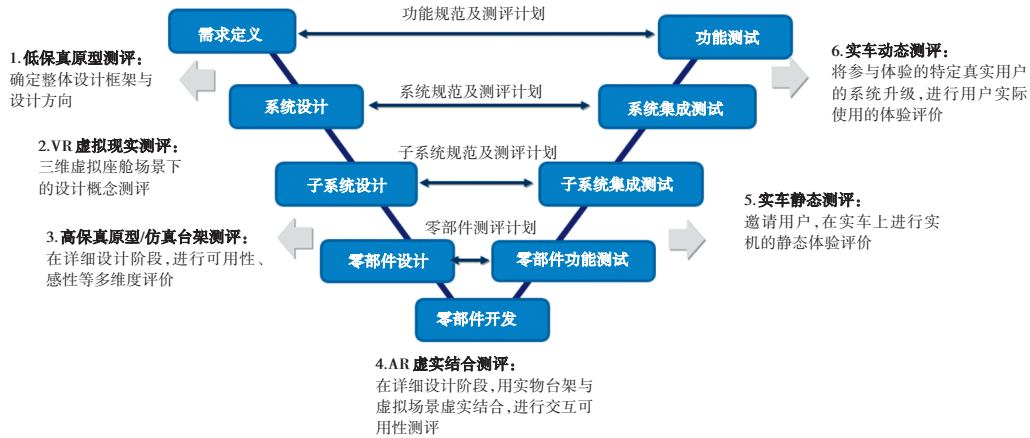 功能规范及测评计划
需求定义
功能测试
1.低保真原型测评：
确定整体设计框架与
设计方向
6.实车动态测评：
将参与体验的特定真实用户
的系统升级，进行用户实际
使用的体验评价
系统规范及测评计划
系统设计
系统集成测试
2.VR 虚拟现实测评：
三维虚拟座舱场景下
的设计概念测评
子系统规范及测评计划
子系统设计
子系统集成测试
5.实车静态测评：
邀请用户，在实车上进行实
机的静态体验评价
3.高保真原型/仿真台架测评：
在详细设计阶段，进行可用性、
感性等多维度评价
零部件测评计划
零部件设计
零部件功能测试
零部件开发
4.AR 虚实结合测评：
在详细设计阶段，用实物台架与
虚拟场景虚实结合，进行交互可
用性测评